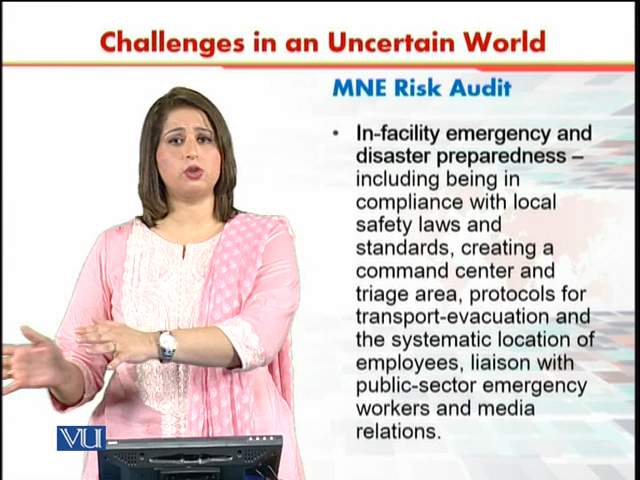 Challenges in an Uncertain World
MNE Risk Audit
• In-facility emergency and
disaster preparedness –
including being in
compliance with local
safety laws and
standards, creating a
command center and
triage area, protocols for
transport-evacuation and
the systematic location of
employees, liaison with
public-sector emergency
workers and media
relations.
VU